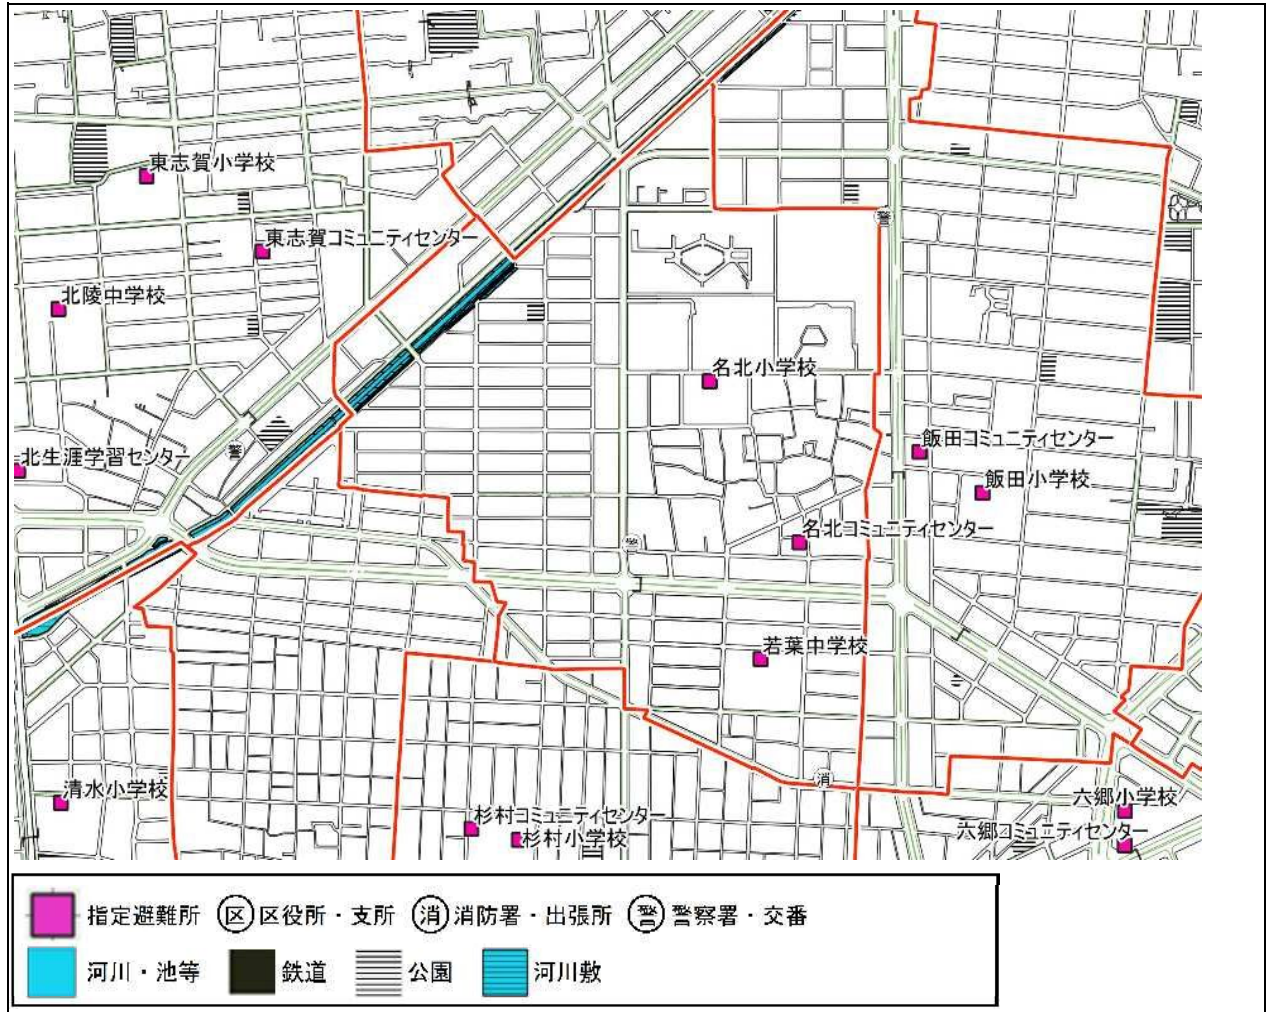 東志賀小学校
東志賀コミュニティセンター
北陵中学校
名北小学校
飯田コミュニティセンター
警
北生涯学習センター
飯田小学校
名北コミュニティセンター
警
若葉中学校
消
清水小学校
六郷小学校
杉村コミュニティセンター
六郷コミュニティセンター
杉村小学校
警
指定避難所 区 区役所・支所 消 消防署・出張所 警 警察署・交番
河川・池等 鉄道 公園 河川敷